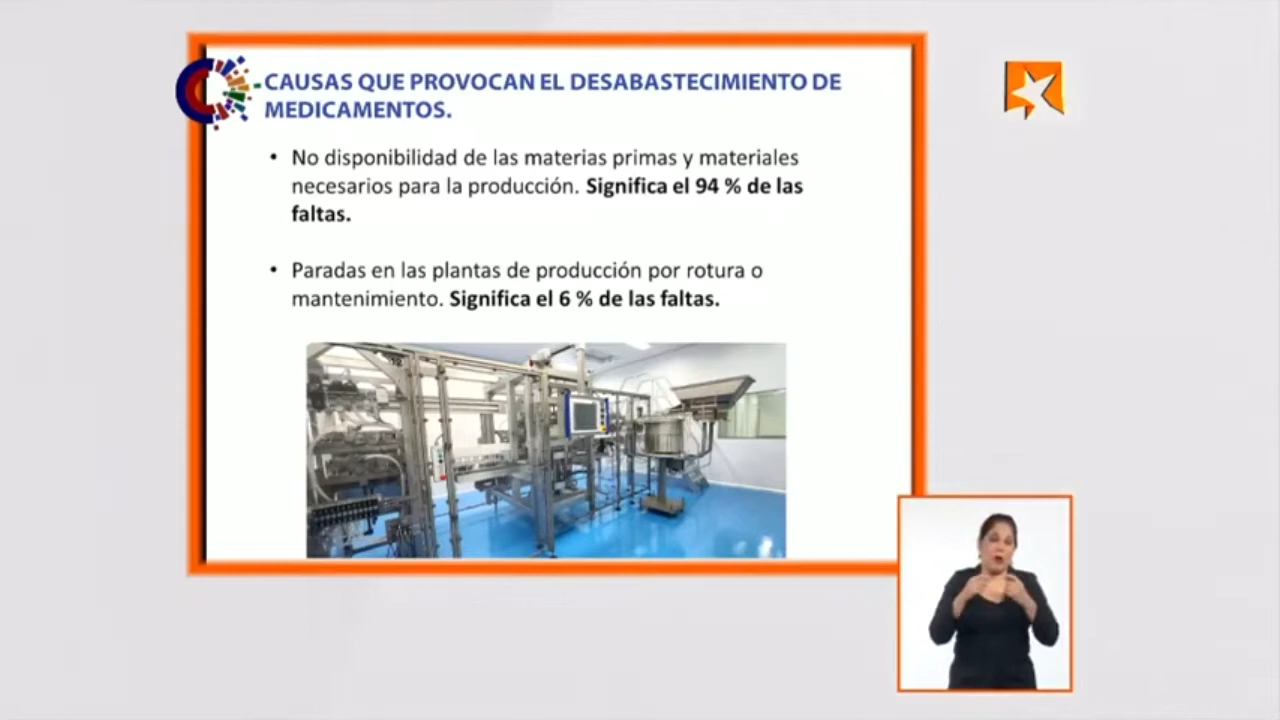 CAUSAS QUE PROVOCAN EL DESABASTECIMIENTO DE
MEDICAMENTOS.
• No disponibilidad de las materias primas y materiales
necesarios para la producción. Significa el 94 % de las
faltas.
• Paradas en las plantas de producción por rotura o
mantenimiento. Significa el 6 % de las faltas.